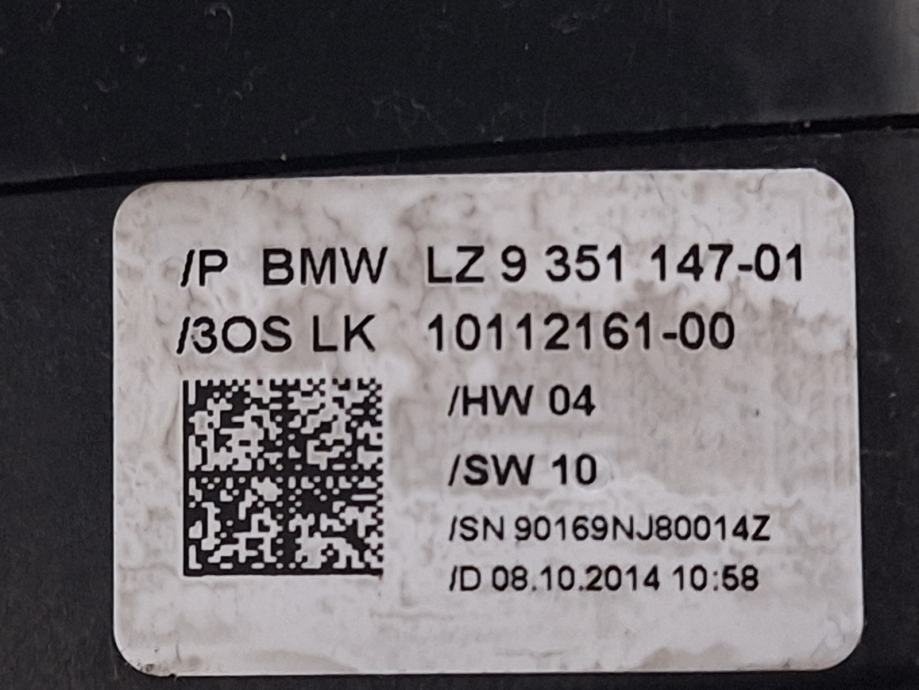 /P BMW LZ 9 351 147-01
/3OS LK 10112161-00
/HW 04
/SW 10
/SN 90169NJ80014Z
/D 08.10.2014 10:58